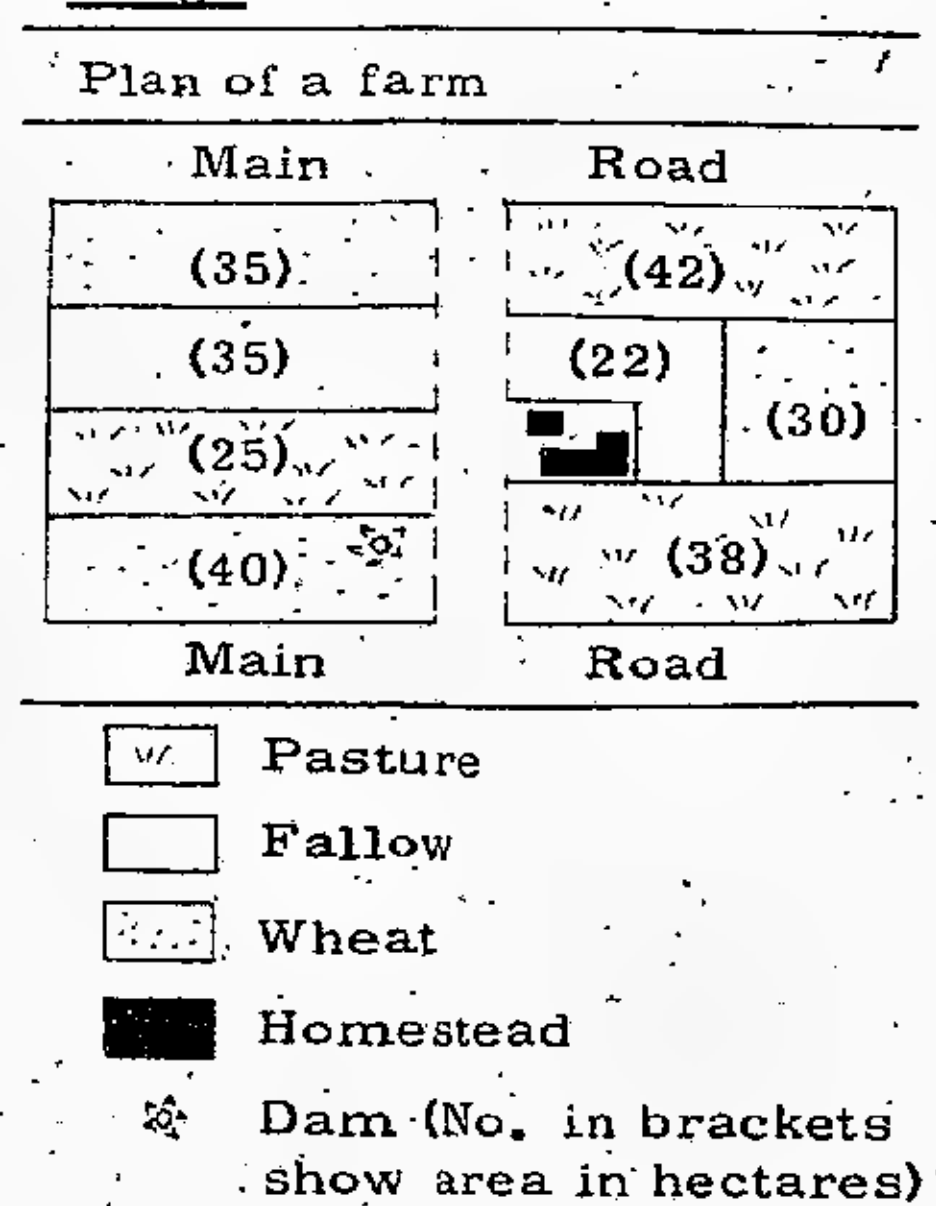 Plan of a farm
Main Road
(35) (42)
(35) (22)
(25) (30)
(40) (38)
Main Road
Pasture
Fallow
Wheat
Homestead
Dam (No. in brackets
show area in hectares)